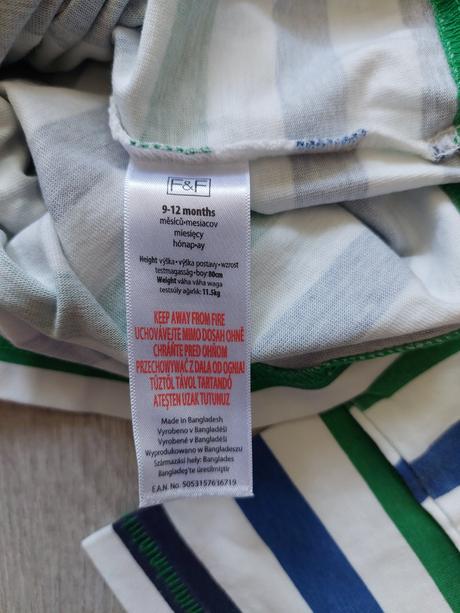 F&F
9-12 months
měsíců•mesiacov
miesięcy
hónap•ay
Height výška • výška postavy • wzrost
testmagasság • boy: 80cm
Weight váha váha waga
testsúly ağarlık: 11.5kg
KEEP AWAY FROM FIRE
UCHOVÁVEJTE MIMO DOSAH OHNĚ
CHRÁŇTE PRED OHŇOM
PRZECHOWYWAĆ Z DALA OD OGNIA!
TŰZTŐL TÁVOL TARTANDÓ
ATEŞTEN UZAK TUTUNUZ
Made in Bangladesh
Vyrobeno v Bangladéši
Vyrobené v Bangladéši
Wyprodukowano w Bangladeszu
Származási hely: Banglades
Bangladeş'te üretilmiştir
E.A.N. No. 5053157636719